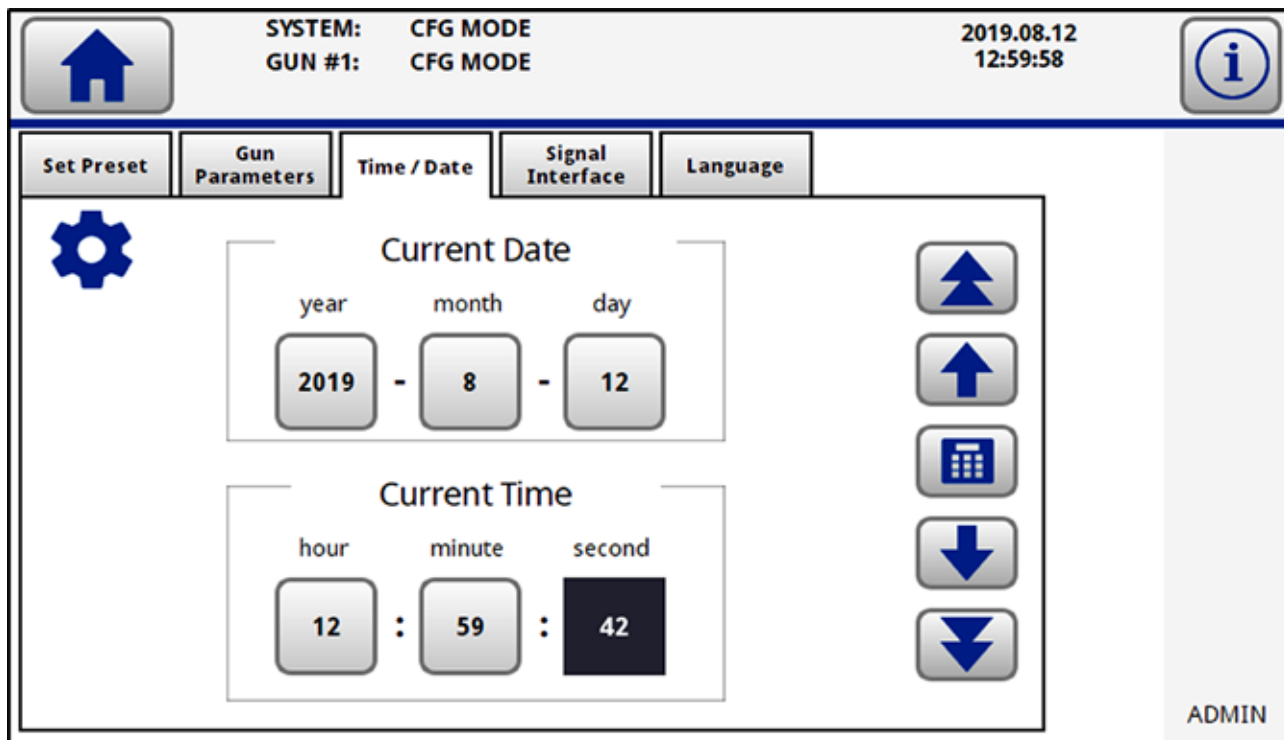 SYSTEM: CFG MODE
GUN #1: CFG MODE
2019.08.12
12:59:58
i
Set Preset
Gun
Parameters
Time / Date
Signal
Interface
Language
Current Date
year month day
2019 - 8 - 12
Current Time
hour minute second
12 : 59 : 42
ADMIN